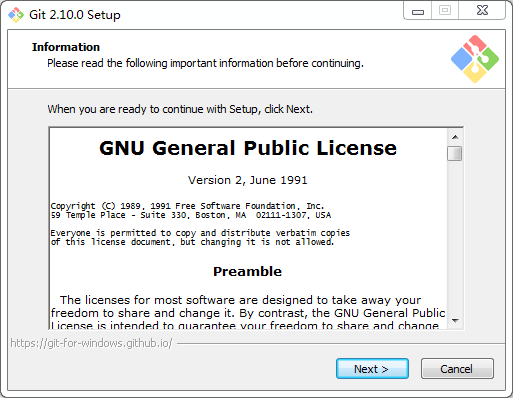 Git 2.10.0 Setup
Information
Please read the following important information before continuing.
When you are ready to continue with Setup, click Next.
GNU General Public License
Version 2, June 1991
Copyright (C) 1989, 1991 Free Software Foundation, Inc.
59 Temple Place - Suite 330, Boston, MA  02111-1307, USA
Everyone is permitted to copy and distribute verbatim copies
of this license document, but changing it is not allowed.
Preamble
The licenses for most software are designed to take away your
freedom to share and change it. By contrast, the GNU General Public
License is intended to guarantee your freedom to share and change
https://git-for-windows.github.io/
Next >
Cancel